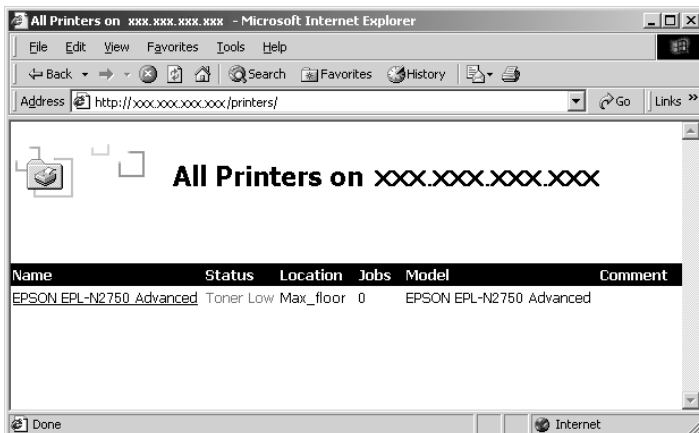 All Printers on xxx.xxx.xxx.xxx - Microsoft Internet Explorer
File Edit View Favorites Tools Help
Back Search Favorites History
Address http://xxx.xxx.xxx.xxx/printers/ Go Links »
All Printers on xxx.xxx.xxx.xxx
Name Status Location Jobs Model Comment
EPSON EPL-N2750 Advanced Toner Low Max_floor 0 EPSON EPL-N2750 Advanced
Done Internet